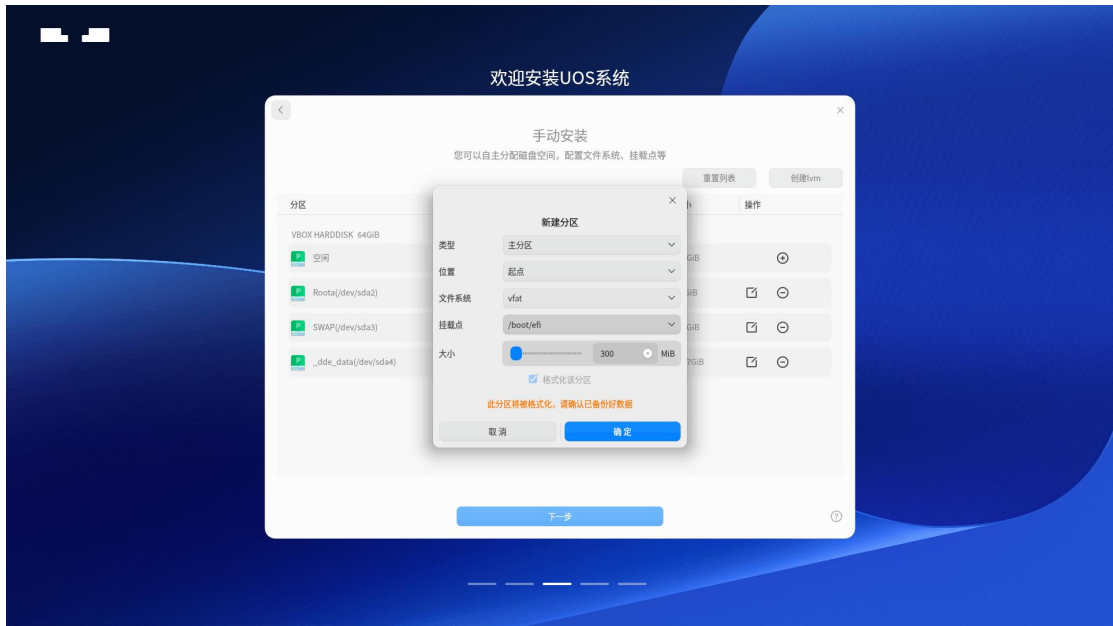 欢迎安装UOS系统
手动安装
您可以自主分配磁盘空间，配置文件系统、挂载点等
重置列表 创建lvm
分区 操作
新建分区
VBOX HARDDISK 64GiB
类型 主分区
空闲 GiB
位置 起点
Roota(/dev/sda2) GiB
文件系统 vfat
挂载点 /boot/efi
SWAP(/dev/sda3) GiB
大小 300 MiB
_dde_data(/dev/sda4) 7GiB
格式化该分区
此分区将被格式化，请确认已备份好数据
取消 确定
下一步